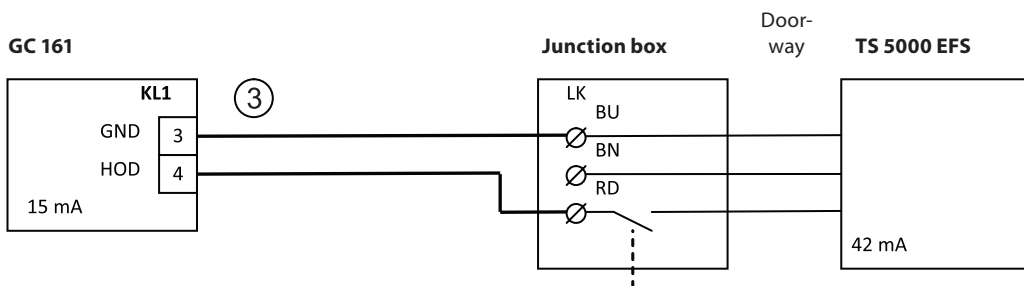 GC 161
KL1
GND 3
HOD 4
15 mA
3
Junction box
LK
BU
BN
RD
Door-
way
TS 5000 EFS
42 mA